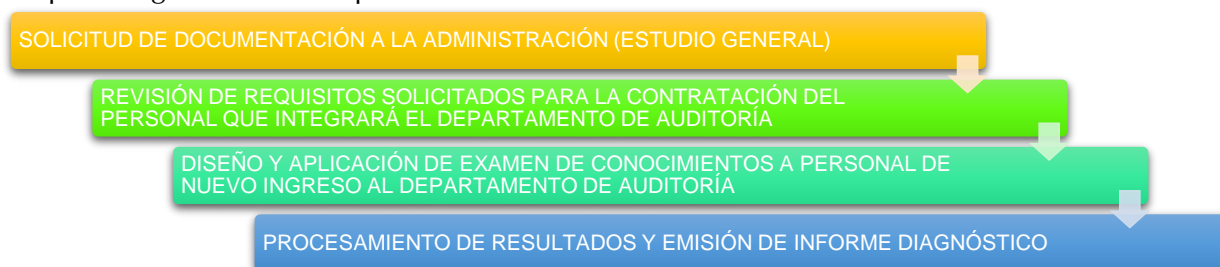 SOLICITUD DE DOCUMENTACIÓN A LA ADMINISTRACIÓN (ESTUDIO GENERAL)
REVISIÓN DE REQUISITOS SOLICITADOS PARA LA CONTRATACIÓN DEL
PERSONAL QUE INTEGRARÁ EL DEPARTAMENTO DE AUDITORÍA
DISEÑO Y APLICACIÓN DE EXAMEN DE CONOCIMIENTOS A PERSONAL DE
NUEVO INGRESO AL DEPARTAMENTO DE AUDITORÍA
PROCESAMIENTO DE RESULTADOS Y EMISIÓN DE INFORME DIAGNÓSTICO